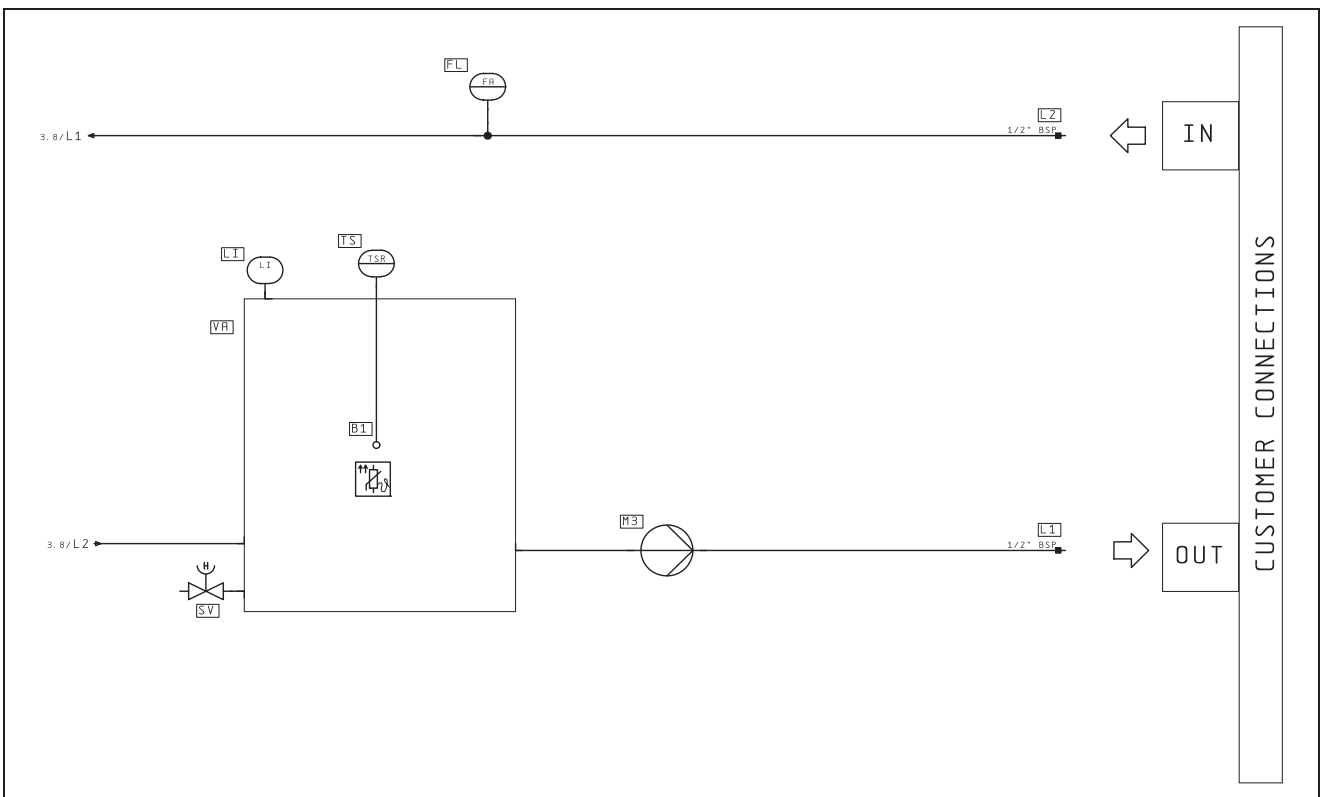 FL
FA
3.8/L1
L2
1/2" BSP
IN
LI
LI
TS
TSR
VA
B1
M3
3.8/L2
L1
1/2" BSP
OUT
H
SV
CUSTOMER CONNECTIONS